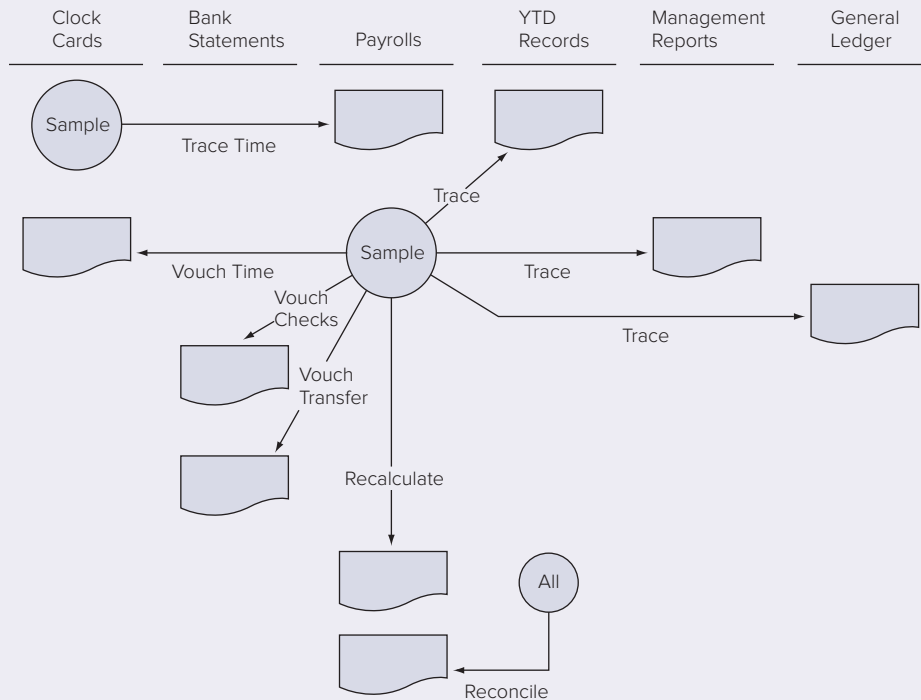 Clock
Cards
Bank
Statements
Payrolls
YTD
Records
Management
Reports
General
Ledger
Sample
Trace Time
Trace
Sample
Vouch Time
Trace
Vouch
Checks
Trace
Vouch
Transfer
Recalculate
All
Reconcile